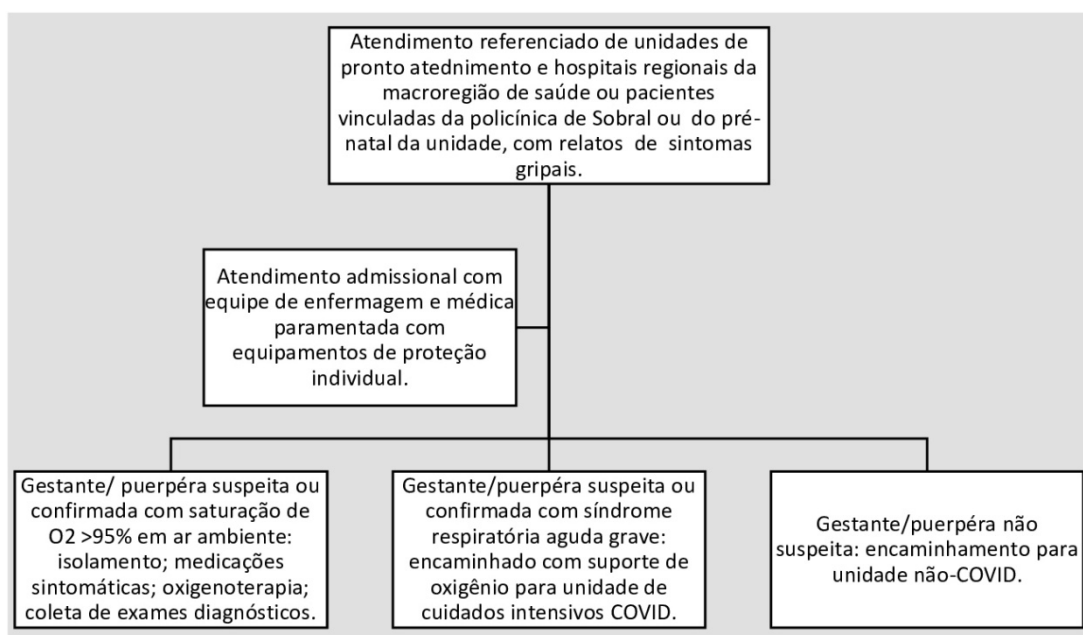 Atendimento referenciado de unidades de
pronto atednimento e hospitais regionais da
macroregião de saúde ou pacientes
vinculadas da policínica de Sobral ou do pré-
natal da unidade, com relatos de sintomas
gripais.
Atendimento admissional com
equipe de enfermagem e médica
paramentada com
equipamentos de proteção
individual.
Gestante/ puerpéra suspeita ou
confirmada com saturação de
O2 >95% em ar ambiente:
isolamento; medicações
sintomáticas; oxigenoterapia;
coleta de exames diagnósticos.
Gestante/puerpéra suspeita ou
confirmada com síndrome
respiratória aguda grave:
encaminhado com suporte de
oxigênio para unidade de
cuidados intensivos COVID.
Gestante/puerpéra não
suspeita: encaminhamento para
unidade não-COVID.